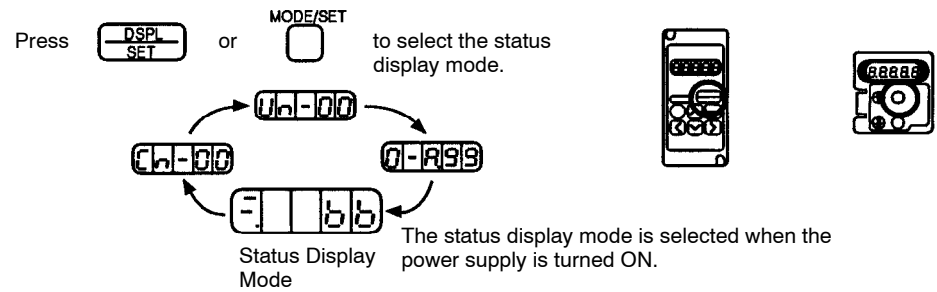 MODE/SET
Press DSPL SET or to select the status
display mode.
Un-00
Cn-00 0-A99
bb
Status Display
Mode
The status display mode is selected when the
power supply is turned ON.